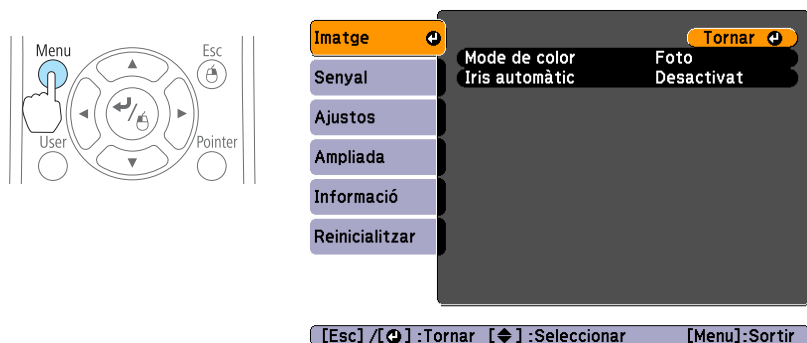 Menu
Esc
User
Pointer
Imatge
Senyal
Ajustos
Ampliada
Informació
Reinicialitzar
Tornar
Mode de color Foto
Iris automàtic Desactivat
[Esc] /[ ] :Tornar [ ] :Seleccionar [Menu]:Sortir